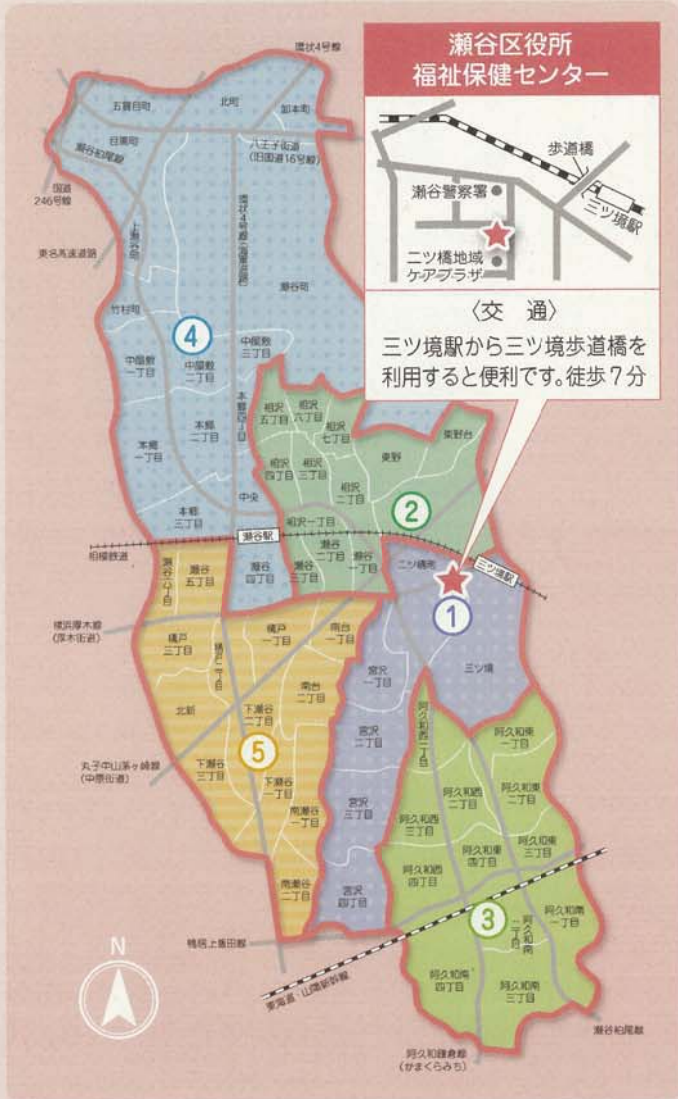 瀬谷区役所
福祉保健センター
歩道橋
瀬谷警察署
三ツ境駅
二ツ橋地域
ケアプラザ
〈交 通〉
三ツ境駅から三ツ境歩道橋を
利用すると便利です。徒歩7分
環状4号線
五貫目町
北町
卸本町
目黒町
瀬谷柏尾線
八王子街道
(旧国道16号線)
国道
246号線
上瀬谷町
東名高速道路
瀬谷町
竹村町
④
中屋敷
一丁目
中屋敷
二丁目
中屋敷
三丁目
本郷四丁目
本郷
二丁目
本郷
一丁目
本郷
三丁目
中央
相沢
五丁目
相沢
六丁目
相沢
七丁目
東野台
東野
相沢
四丁目
相沢
三丁目
相沢
二丁目
②
相沢一丁目
相模鉄道
瀬谷駅
瀬谷
二丁目
瀬谷
一丁目
瀬谷
三丁目
瀬谷
四丁目
二ツ橋町
三ツ境駅
①
瀬谷六丁目
瀬谷
五丁目
横浜厚木線
(厚木街道)
橋戸
三丁目
橋戸二丁目
橋戸
一丁目
南台
一丁目
南台
二丁目
宮沢
一丁目
三ツ境
北新
下瀬谷
二丁目
宮沢
二丁目
⑤
丸子中山茅ヶ崎線
(中原街道)
下瀬谷
三丁目
下瀬谷
一丁目
南瀬谷
一丁目
宮沢
三丁目
南瀬谷
二丁目
宮沢
四丁目
阿久和西一丁目
阿久和東
一丁目
阿久和西
二丁目
阿久和東
二丁目
阿久和西
三丁目
阿久和東
三丁目
阿久和東
四丁目
阿久和西
四丁目
③
阿久和南
一丁目
阿久和南
二丁目
阿久和南
四丁目
阿久和南
三丁目
N
鴨居上飯田線
東海道・山陽新幹線
瀬谷柏尾線
阿久和鎌倉線
(かまくらみち)